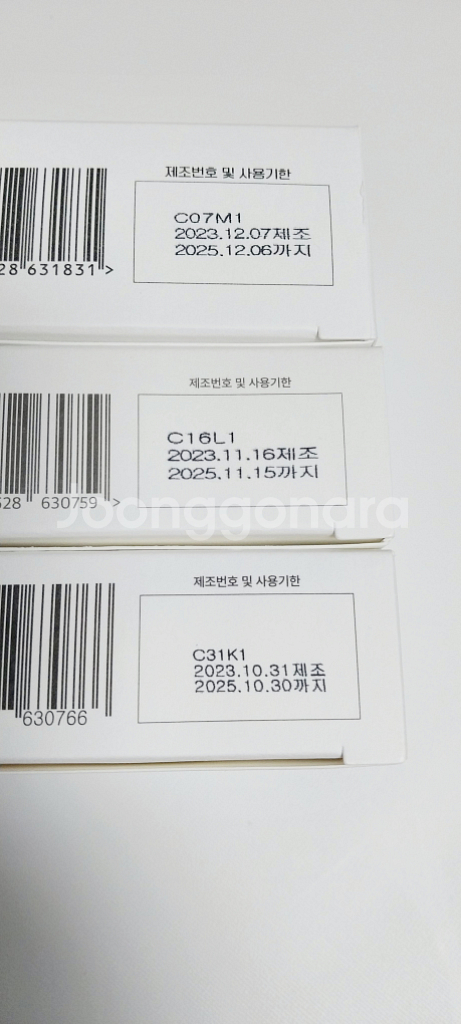 제조번호 및 사용기한
C07M1
2023.12.07제조
2025.12.06까지
28 631831 >
제조번호 및 사용기한
C16L1
2023.11.16제조
2025.11.15까지
628 630759 >
Joonggonara
제조번호 및 사용기한
C31K1
2023.10.31제조
2025.10.30까지
630766